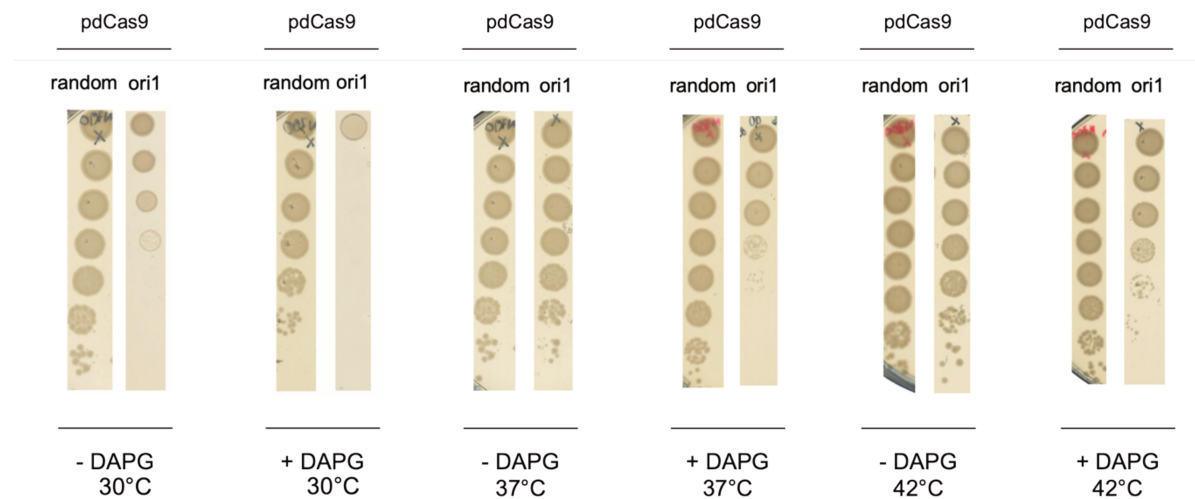 pdCas9 pdCas9 pdCas9 pdCas9 pdCas9 pdCas9
random ori1 random ori1 random ori1 random ori1 random ori1 random ori1
- DAPG + DAPG - DAPG + DAPG - DAPG + DAPG
30°C 30°C 37°C 37°C 42°C 42°C